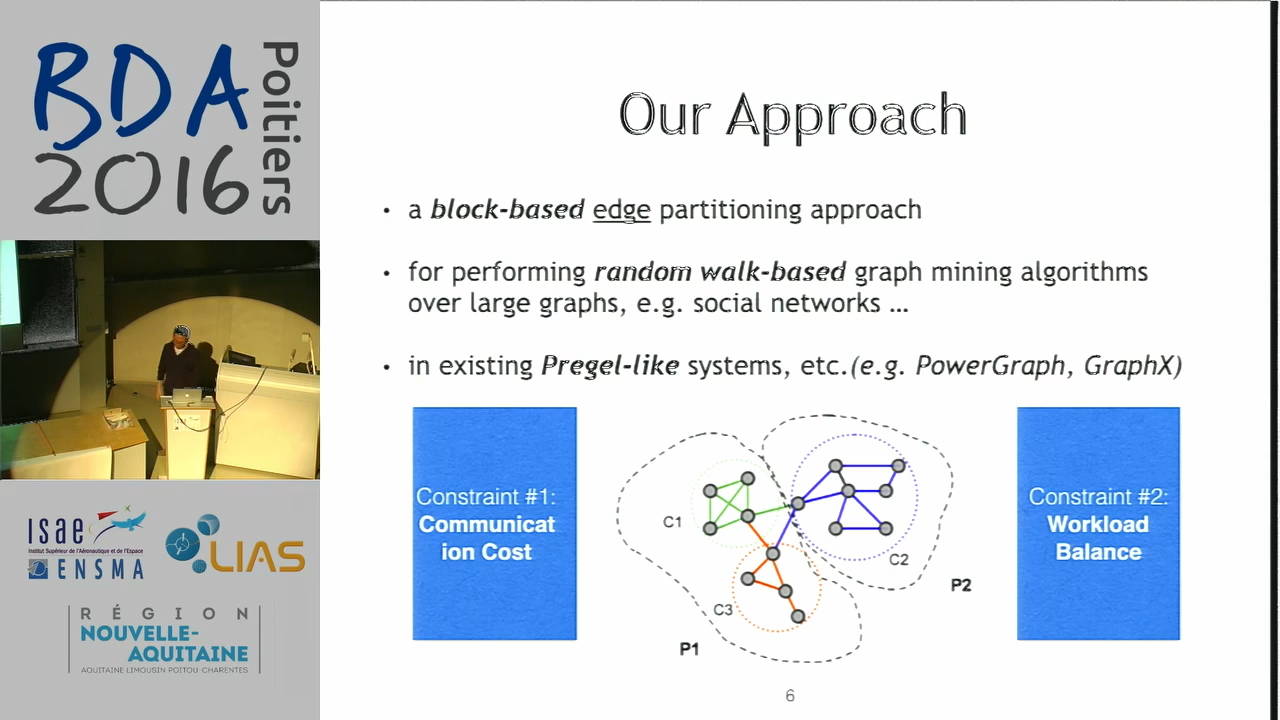 BDA
2016
Poitiers
Our Approach
• a block-based edge partitioning approach
• for performing random walk-based graph mining algorithms
over large graphs, e.g. social networks ...
• in existing Pregel-like systems, etc.(e.g. PowerGraph, GraphX)
Constraint #1:
Communicat
ion Cost
C1
C2
C3
P1
P2
Constraint #2:
Workload
Balance
6
isae
Institut Supérieur de l'Aéronautique et de l'Espace
ENSMA
LIAS
RÉGION
NOUVELLE-
AQUITAINE
AQUITAINE LIMOUSIN POITOU-CHARENTES